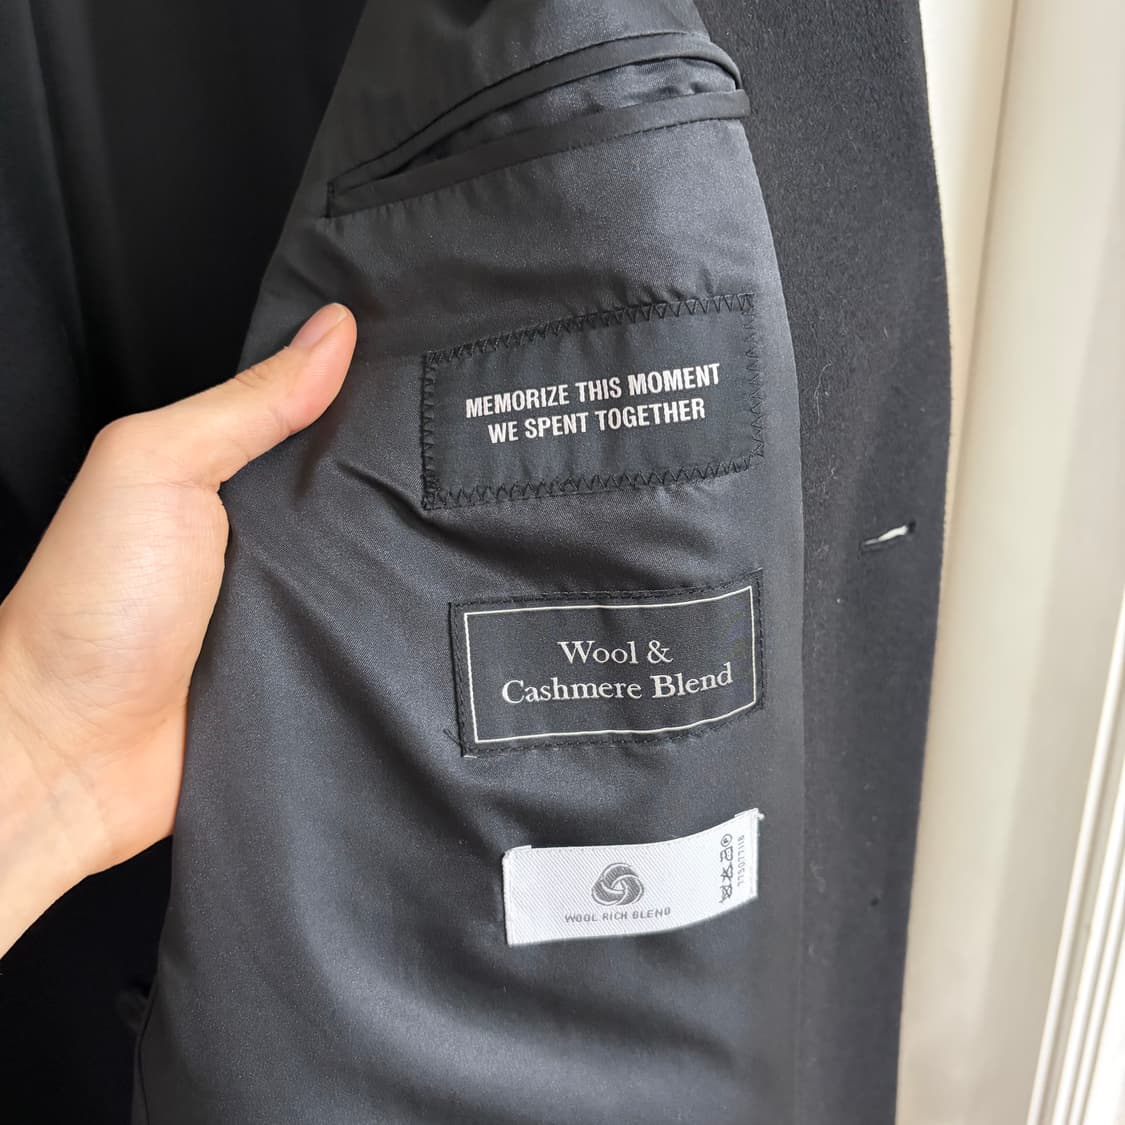 MEMORIZE THIS MOMENT
WE SPENT TOGETHER
Wool &
Cashmere Blend
WOOL RICH BLEND